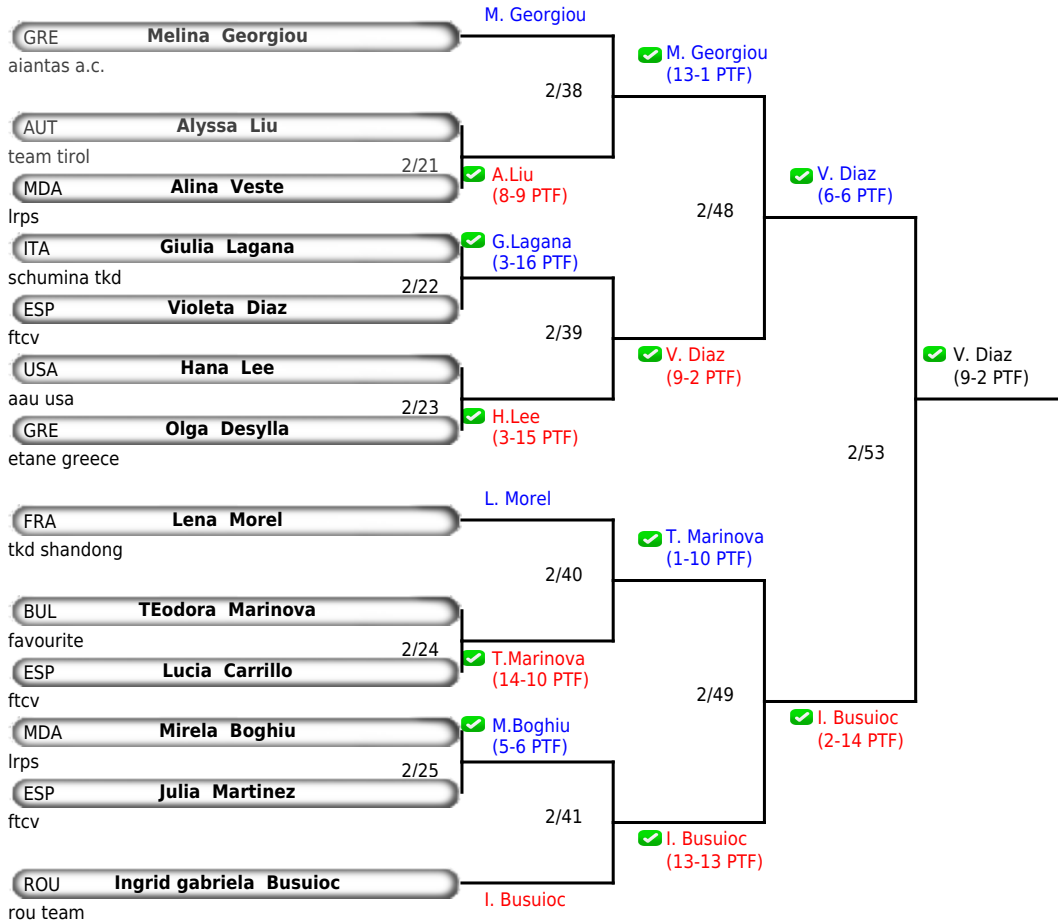 M. Georgiou
GRE Melina Georgiou
aiantas a.c.
M. Georgiou
(13-1 PTF)
2/38
AUT Alyssa Liu
team tirol
2/21
A.Liu
(8-9 PTF)
MDA Alina Veste
lrps
V. Diaz
(6-6 PTF)
2/48
ITA Giulia Lagana
schumina tkd
G.Lagana
(3-16 PTF)
2/22
ESP Violeta Diaz
ftcv
2/39
V. Diaz
(9-2 PTF)
USA Hana Lee
aau usa
2/23
H.Lee
(3-15 PTF)
GRE Olga Desylla
etane greece
V. Diaz
(9-2 PTF)
2/53
L. Morel
FRA Lena Morel
tkd shandong
T. Marinova
(1-10 PTF)
2/40
BUL TEodora Marinova
favourite
2/24
T.Marinova
(14-10 PTF)
ESP Lucia Carrillo
ftcv
2/49
I. Busuioc
(2-14 PTF)
MDA Mirela Boghiu
lrps
M.Boghiu
(5-6 PTF)
2/25
ESP Julia Martinez
ftcv
2/41
I. Busuioc
(13-13 PTF)
ROU Ingrid gabriela Busuioc
rou team
I. Busuioc